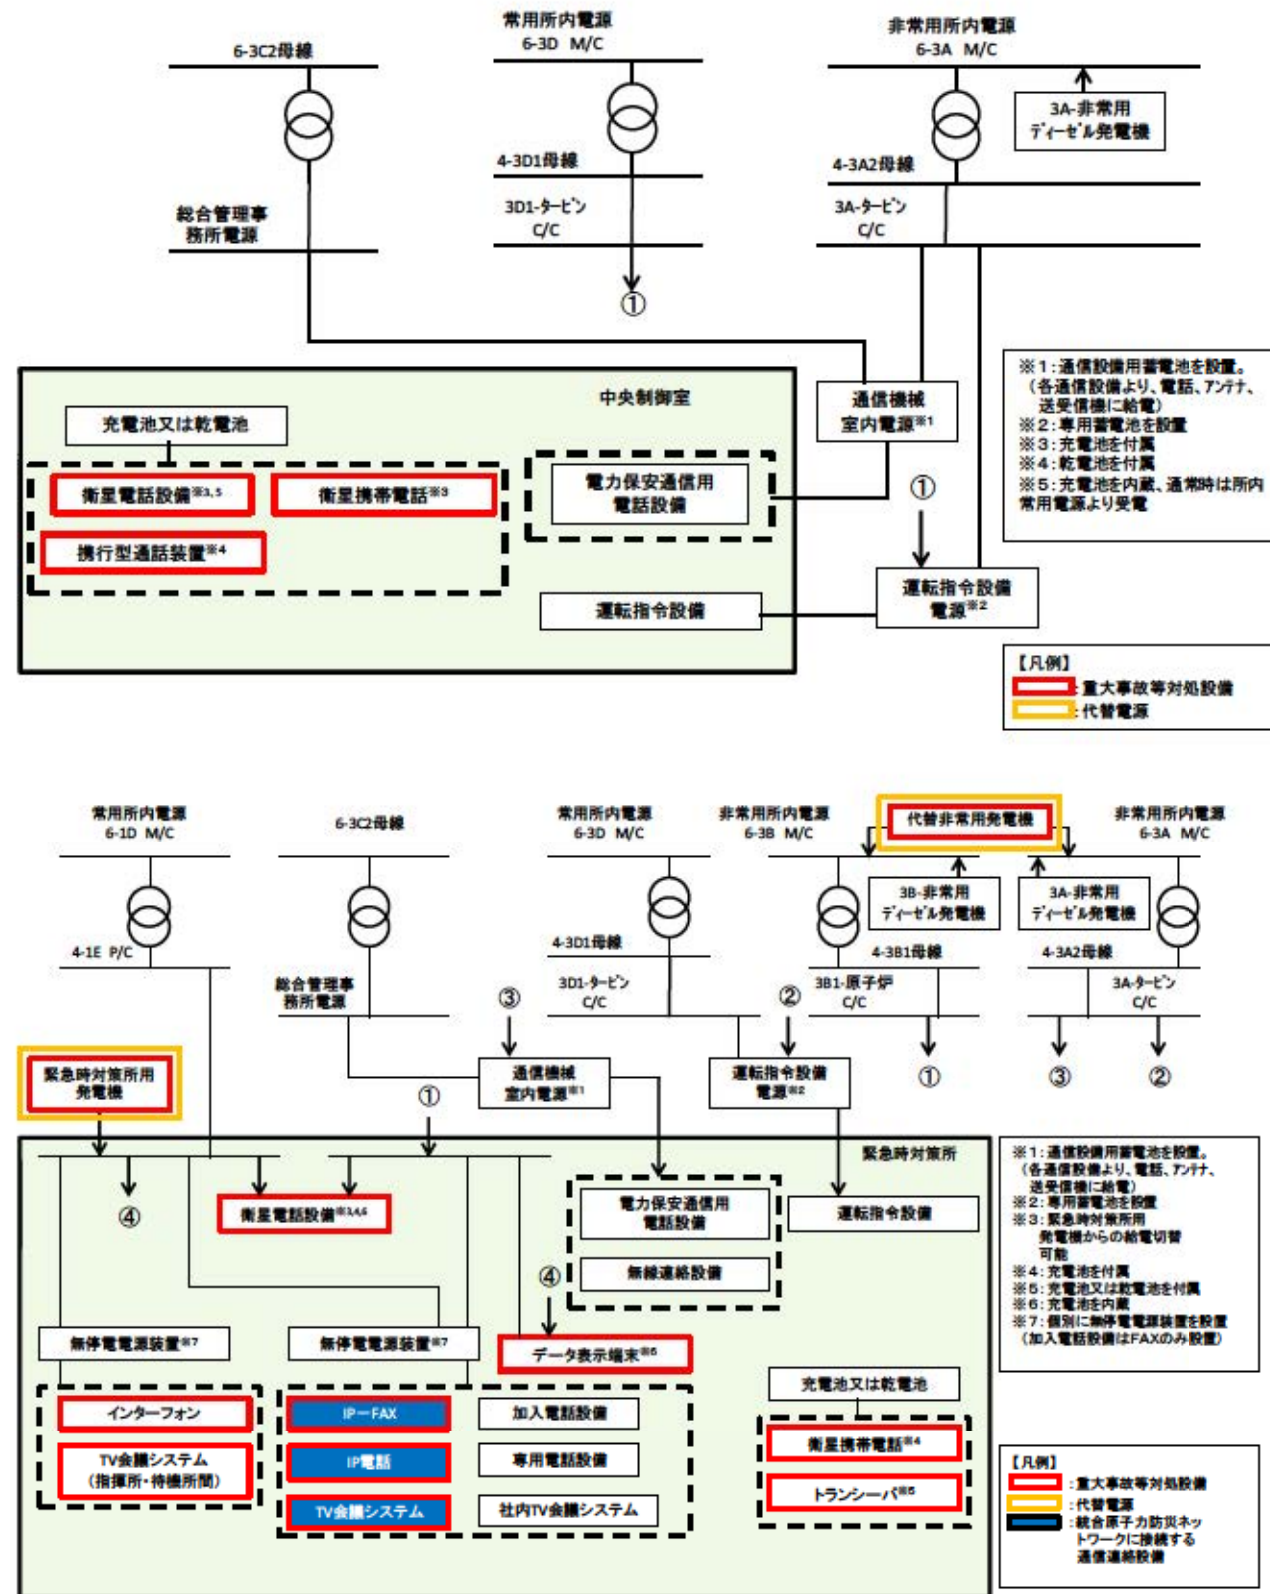 6-3C2母線
常用所内電源
6-3D M/C
非常用所内電源
6-3A M/C
3A-非常用
ディーゼル発電機
4-3D1母線
4-3A2母線
総合管理事
務所電源
3D1-タービン
C/C
3A-タービン
C/C
①
中央制御室
充電池又は乾電池
衛星電話設備※3,5
衛星携帯電話※3
携行型通話装置※4
電力保安通信用
電話設備
運転指令設備
通信機械
室内電源※1
①
運転指令設備
電源※2
※1:通信設備用蓄電池を設置。
(各通信設備より、電話、アンテナ、
送受信機に給電)
※2:専用蓄電池を設置
※3:充電池を付属
※4:乾電池を付属
※5:充電池を内蔵、通常時は所内
常用電源より受電
【凡例】
:重大事故等対処設備
:代替電源
常用所内電源
6-1D M/C
6-3C2母線
常用所内電源
6-3D M/C
非常用所内電源
6-3B M/C
代替非常用発電機
非常用所内電源
6-3A M/C
3B-非常用
ディーゼル発電機
3A-非常用
ディーゼル発電機
4-1E P/C
4-3D1母線
4-3B1母線
4-3A2母線
総合管理事
務所電源
③
3D1-タービン
C/C
②
3B1-原子炉
C/C
3A-タービン
C/C
緊急時対策所用
発電機
①
通信機械
室内電源※1
運転指令設備
電源※2
①
③
②
緊急時対策所
④
衛星電話設備※3,4,6
電力保安通信用
電話設備
無線連絡設備
運転指令設備
④
無停電電源装置※7
無停電電源装置※7
データ表示端末※6
インターフォン
TV会議システム
(指揮所・待機所間)
IP-FAX
加入電話設備
IP電話
専用電話設備
TV会議システム
社内TV会議システム
充電池又は乾電池
衛星携帯電話※4
トランシーバ※5
※1:通信設備用蓄電池を設置。
(各通信設備より、電話、アンテナ、
送受信機に給電)
※2:専用蓄電池を設置
※3:緊急時対策所用
発電機からの給電切替
可能
※4:充電池を付属
※5:充電池又は乾電池を付属
※6:充電池を内蔵
※7:個別に無停電電源装置を設置
(加入電話設備はFAXのみ設置)
【凡例】
:重大事故等対処設備
:代替電源
:統合原子力防災ネッ
トワークに接続する
通信連絡設備